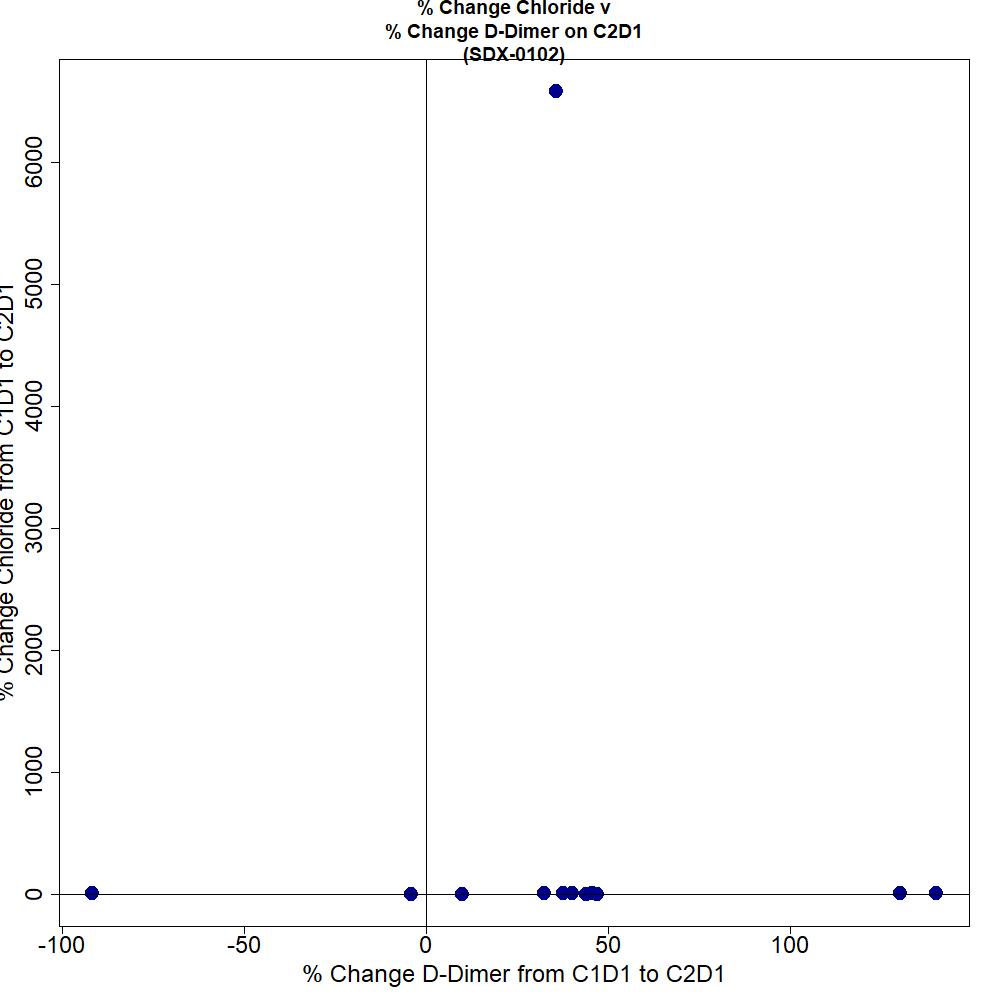 % Change Chloride v
% Change D-Dimer on C2D1
(SDX-0102)
% Change Chloride from C1D1 to C2D1
6000
5000
4000
3000
2000
1000
0
-100
-50
0
50
100
% Change D-Dimer from C1D1 to C2D1